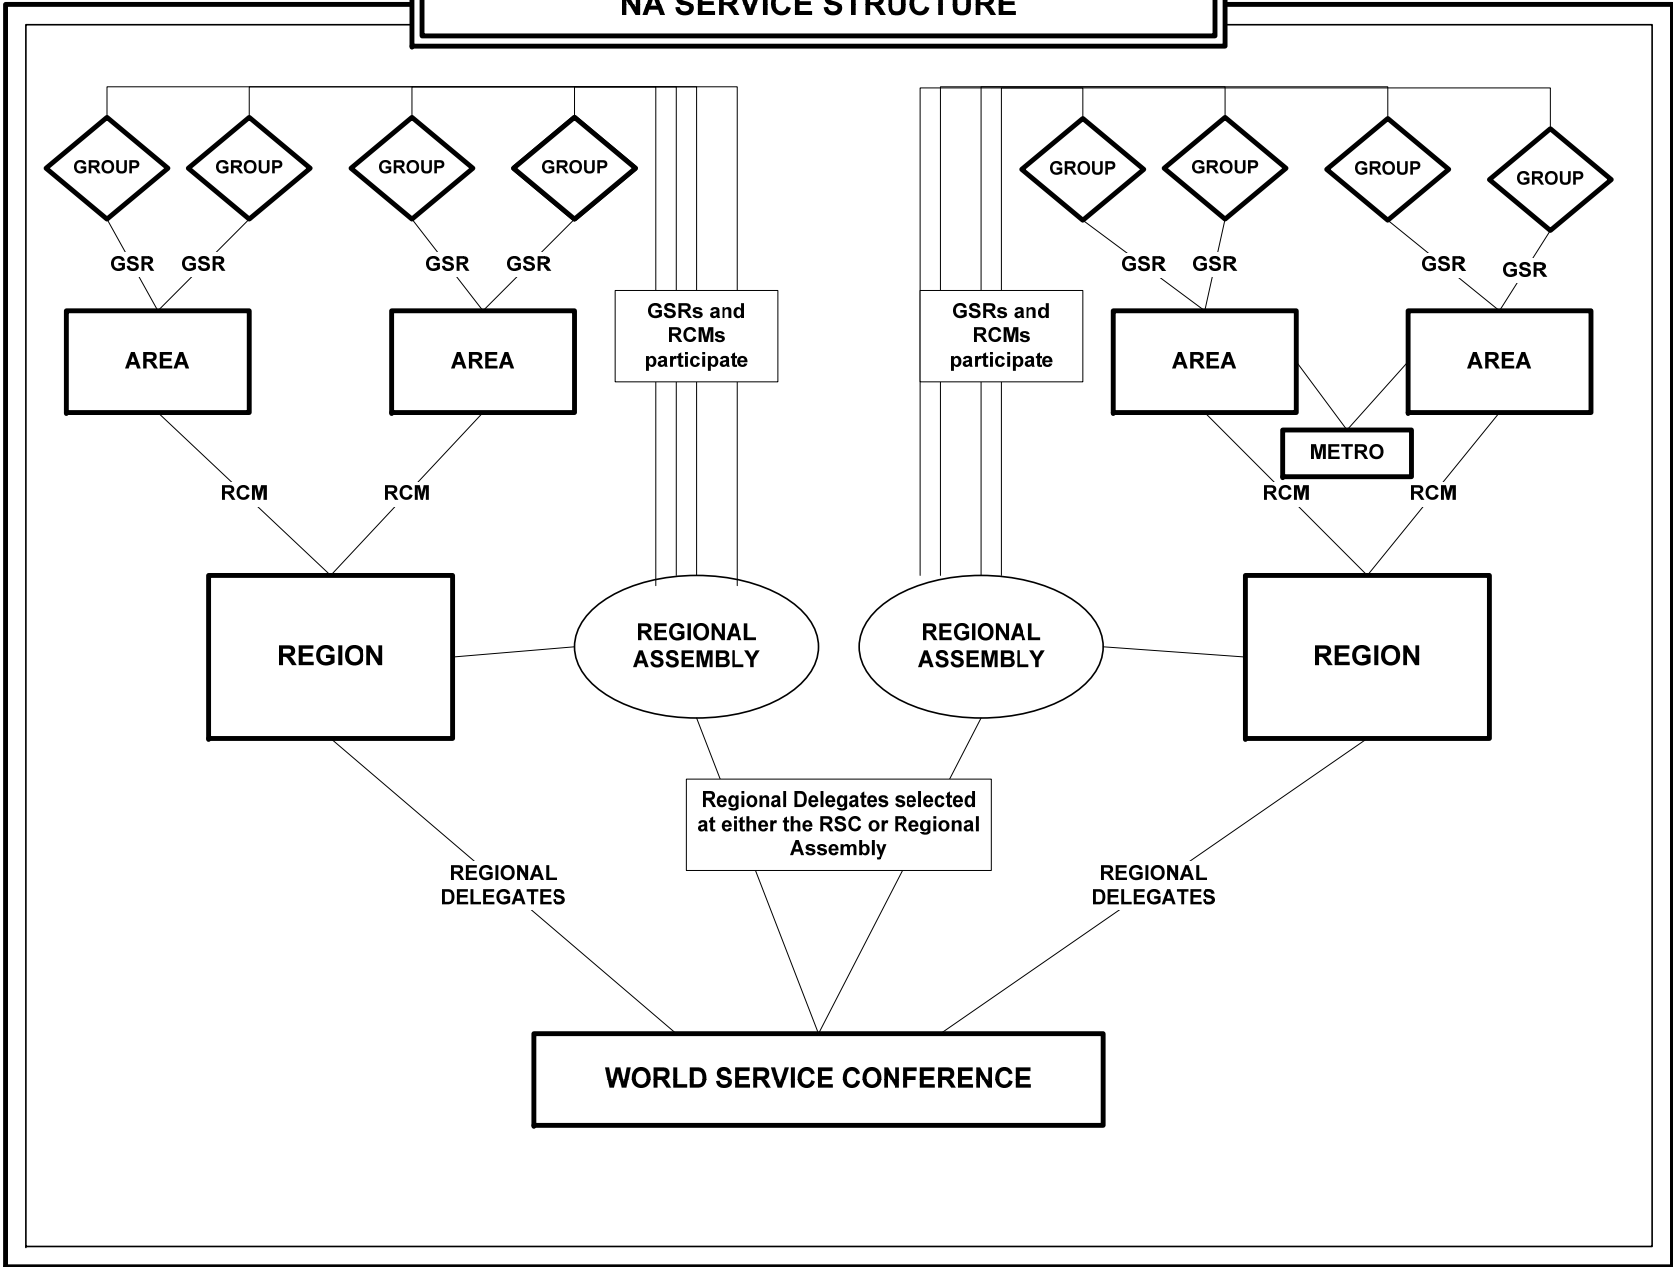 NA SERVICE STRUCTURE
GROUP
GROUP
GROUP
GROUP
GROUP
GROUP
GROUP
GROUP
GSR
GSR
GSR
GSR
GSR
GSR
GSR
GSR
GSRs and
RCMs
participate
GSRs and
RCMs
participate
AREA
AREA
AREA
AREA
METRO
RCM
RCM
RCM
RCM
REGION
REGIONAL
ASSEMBLY
REGIONAL
ASSEMBLY
REGION
Regional Delegates selected
at either the RSC or Regional
Assembly
REGIONAL
DELEGATES
REGIONAL
DELEGATES
WORLD SERVICE CONFERENCE